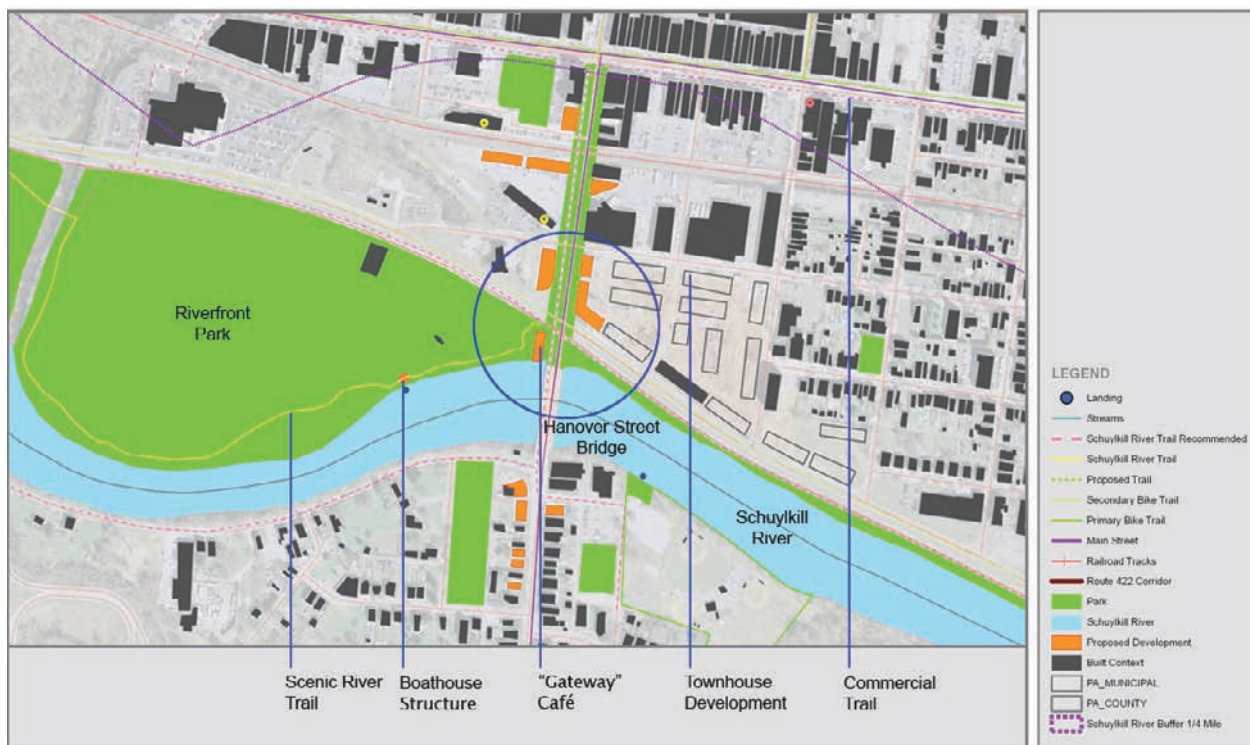 Riverfront
Park
Hanover Street
Bridge
Schuylkill
River
Scenic River
Trail
Boathouse
Structure
“Gateway”
Café
Townhouse
Development
Commercial
Trail
LEGEND
Landing
Streams
Schuylkill River Trail Recommended
Schuylkill River Trail
Proposed Trail
Secondary Bike Trail
Primary Bike Trail
Main Street
Railroad Tracks
Route 422 Corridor
Park
Schuylkill River
Proposed Development
Built Context
PA_MUNICIPAL
PA_COUNTY
Schuylkill River Buffer 1/4 Mile